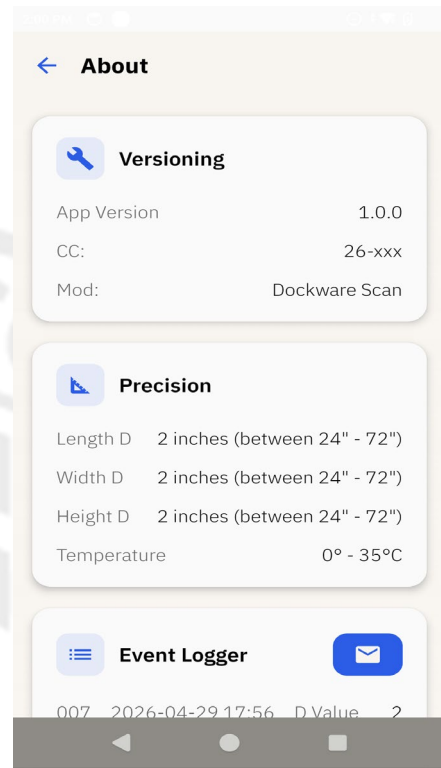 About
Versioning
App Version 1.0.0
CC: 26-xxx
Mod: Dockware Scan
Precision
Length D 2 inches (between 24" - 72")
Width D 2 inches (between 24" - 72")
Height D 2 inches (between 24" - 72")
Temperature 0° - 35°C
Event Logger
007 2026-04-29 17:56 D Value 2